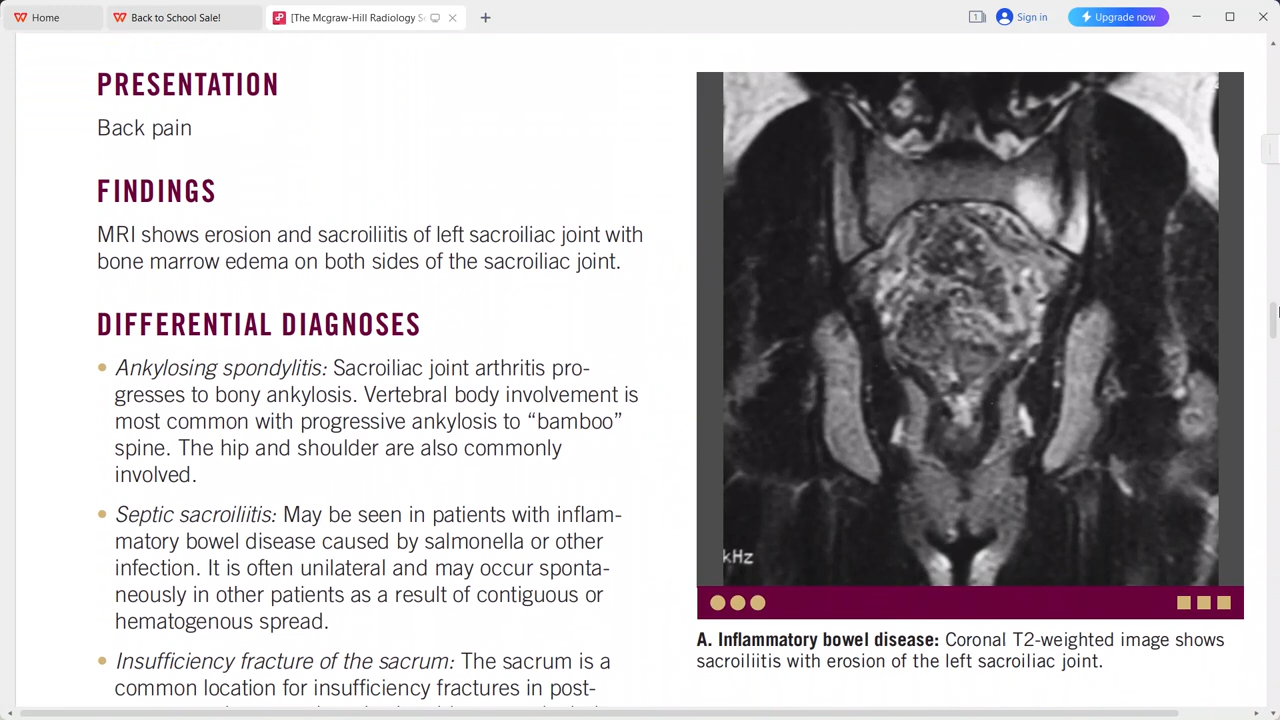 Home
Back to School Sale!
[The Mcgraw-Hill Radiology S
1
Sign in
Upgrade now
PRESENTATION
Back pain
FINDINGS
MRI shows erosion and sacroiliitis of left sacroiliac joint with
bone marrow edema on both sides of the sacroiliac joint.
DIFFERENTIAL DIAGNOSES
Ankylosing spondylitis: Sacroiliac joint arthritis pro-
gresses to bony ankylosis. Vertebral body involvement is
most common with progressive ankylosis to “bamboo”
spine. The hip and shoulder are also commonly
involved.
Septic sacroiliitis: May be seen in patients with inflam-
matory bowel disease caused by salmonella or other
infection. It is often unilateral and may occur sponta-
neously in other patients as a result of contiguous or
hematogenous spread.
Insufficiency fracture of the sacrum: The sacrum is a
common location for insufficiency fractures in post-
kHz
A. Inflammatory bowel disease: Coronal T2-weighted image shows
sacroiliitis with erosion of the left sacroiliac joint.